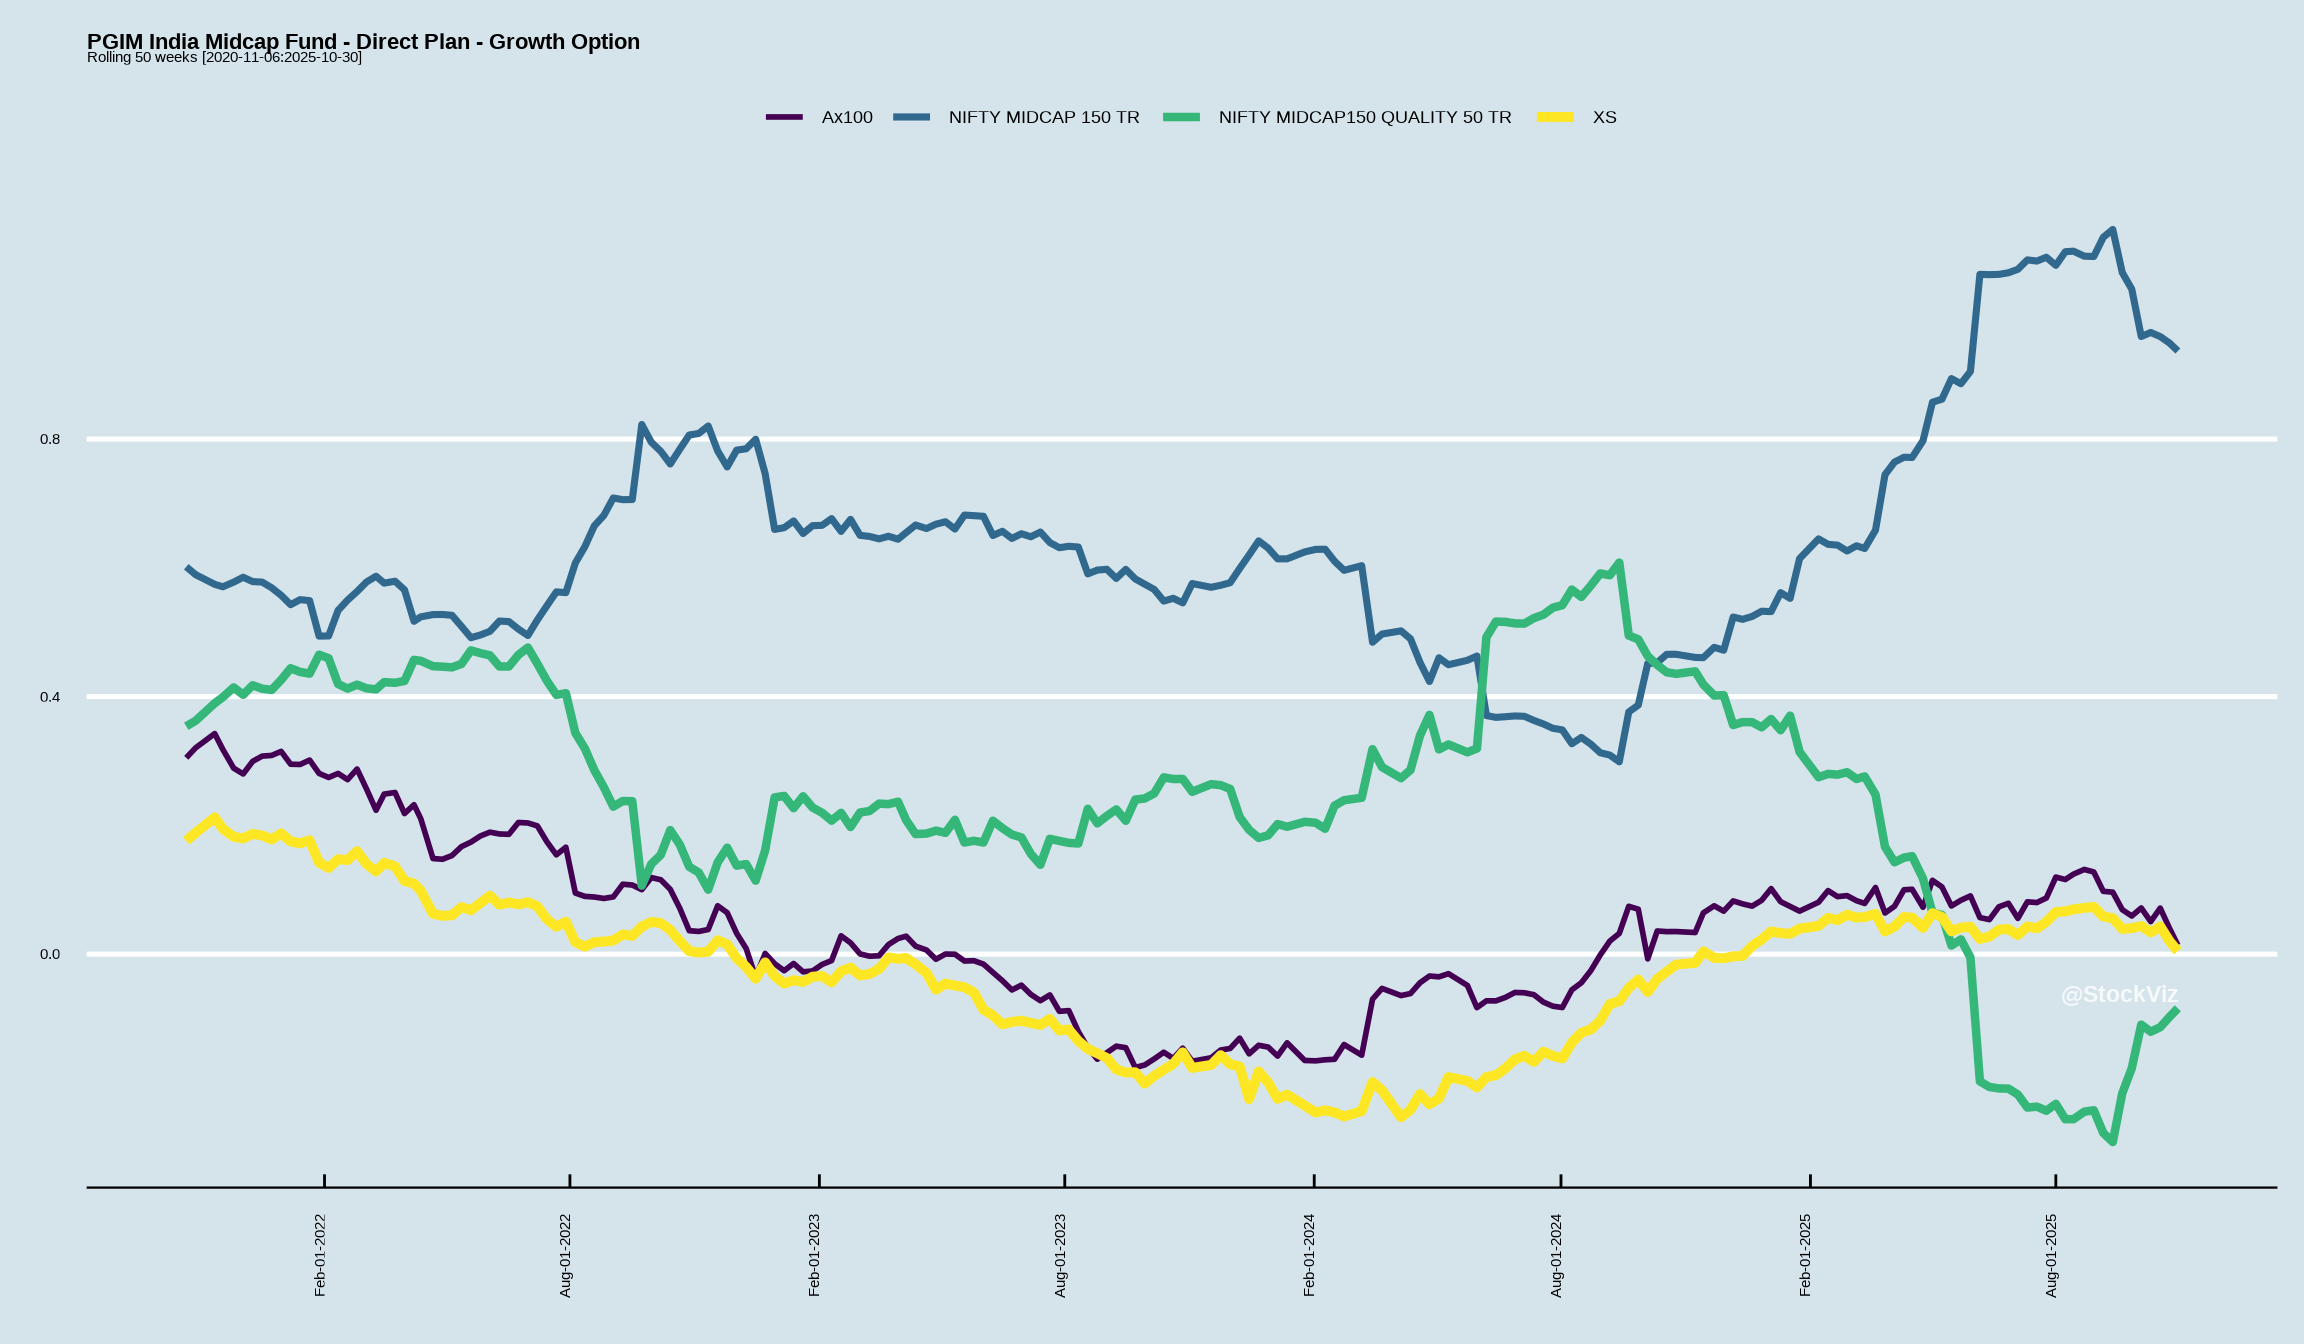 PGIM India Midcap Fund - Direct Plan - Growth Option
Rolling 50 weeks [2020-11-06:2025-10-30]
Ax100 NIFTY MIDCAP 150 TR NIFTY MIDCAP150 QUALITY 50 TR XS
0.8
0.4
0.0
@StockViz
Feb-01-2022 Aug-01-2022 Feb-01-2023 Aug-01-2023 Feb-01-2024 Aug-01-2024 Feb-01-2025 Aug-01-2025